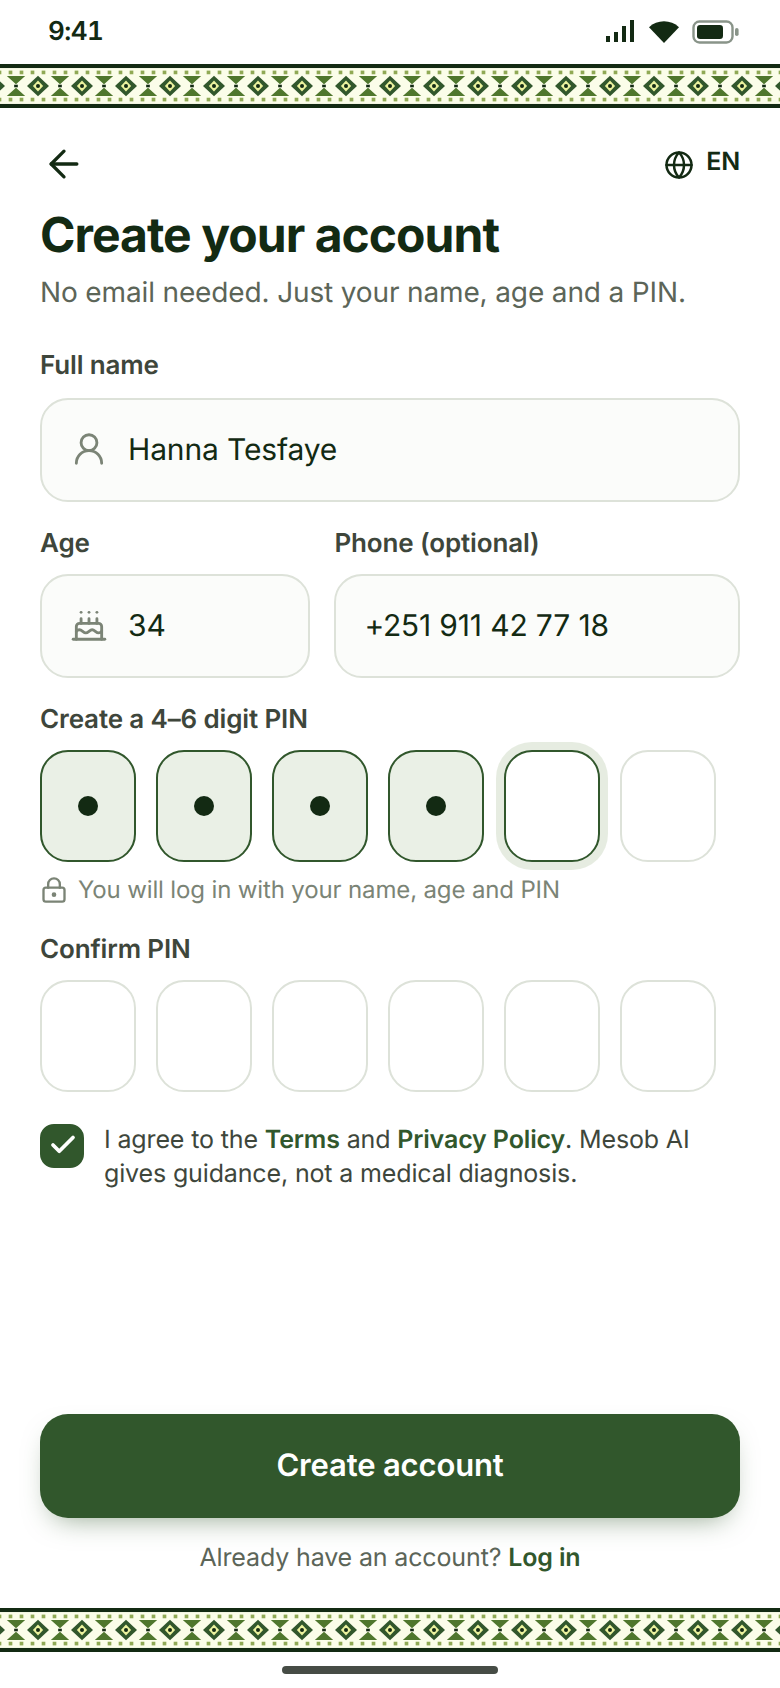 9:41
EN
Create your account
No email needed. Just your name, age and a PIN.
Full name
Hanna Tesfaye
Age
Phone (optional)
34
+251 911 42 77 18
Create a 4–6 digit PIN
You will log in with your name, age and PIN
Confirm PIN
I agree to the Terms and Privacy Policy. Mesob AI
gives guidance, not a medical diagnosis.
Create account
Already have an account? Log in